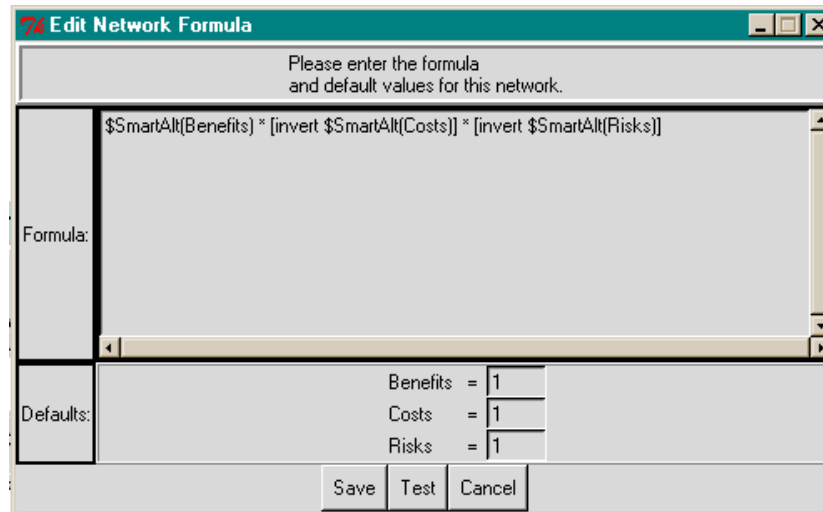 Edit Network Formula
Please enter the formula
and default values for this network.
Formula:
$SmartAlt(Benefits) * [invert $SmartAlt(Costs)] * [invert $SmartAlt(Risks)]
Defaults:
Benefits = 1
Costs = 1
Risks = 1
Save Test Cancel